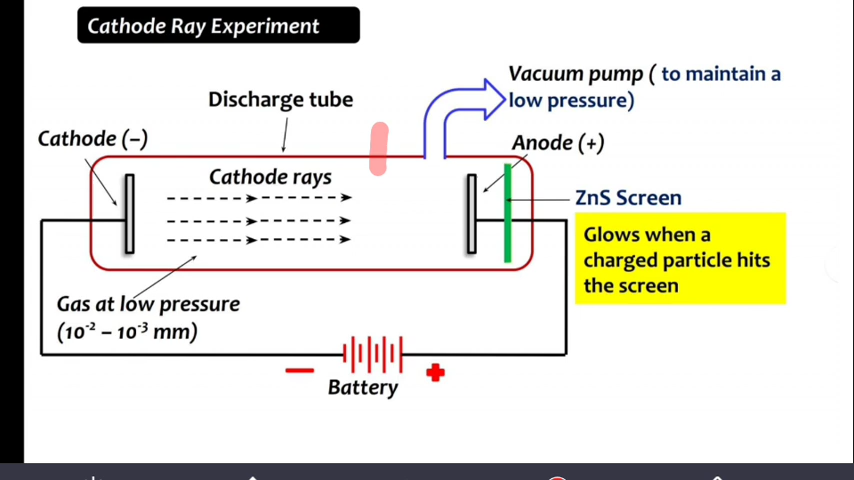 Cathode Ray Experiment
Vacuum pump ( to maintain a
low pressure)
Discharge tube
Cathode (–)
Anode (+)
Cathode rays
ZnS Screen
Glows when a
charged particle hits
the screen
Gas at low pressure
(10⁻² – 10⁻³ mm)
Battery